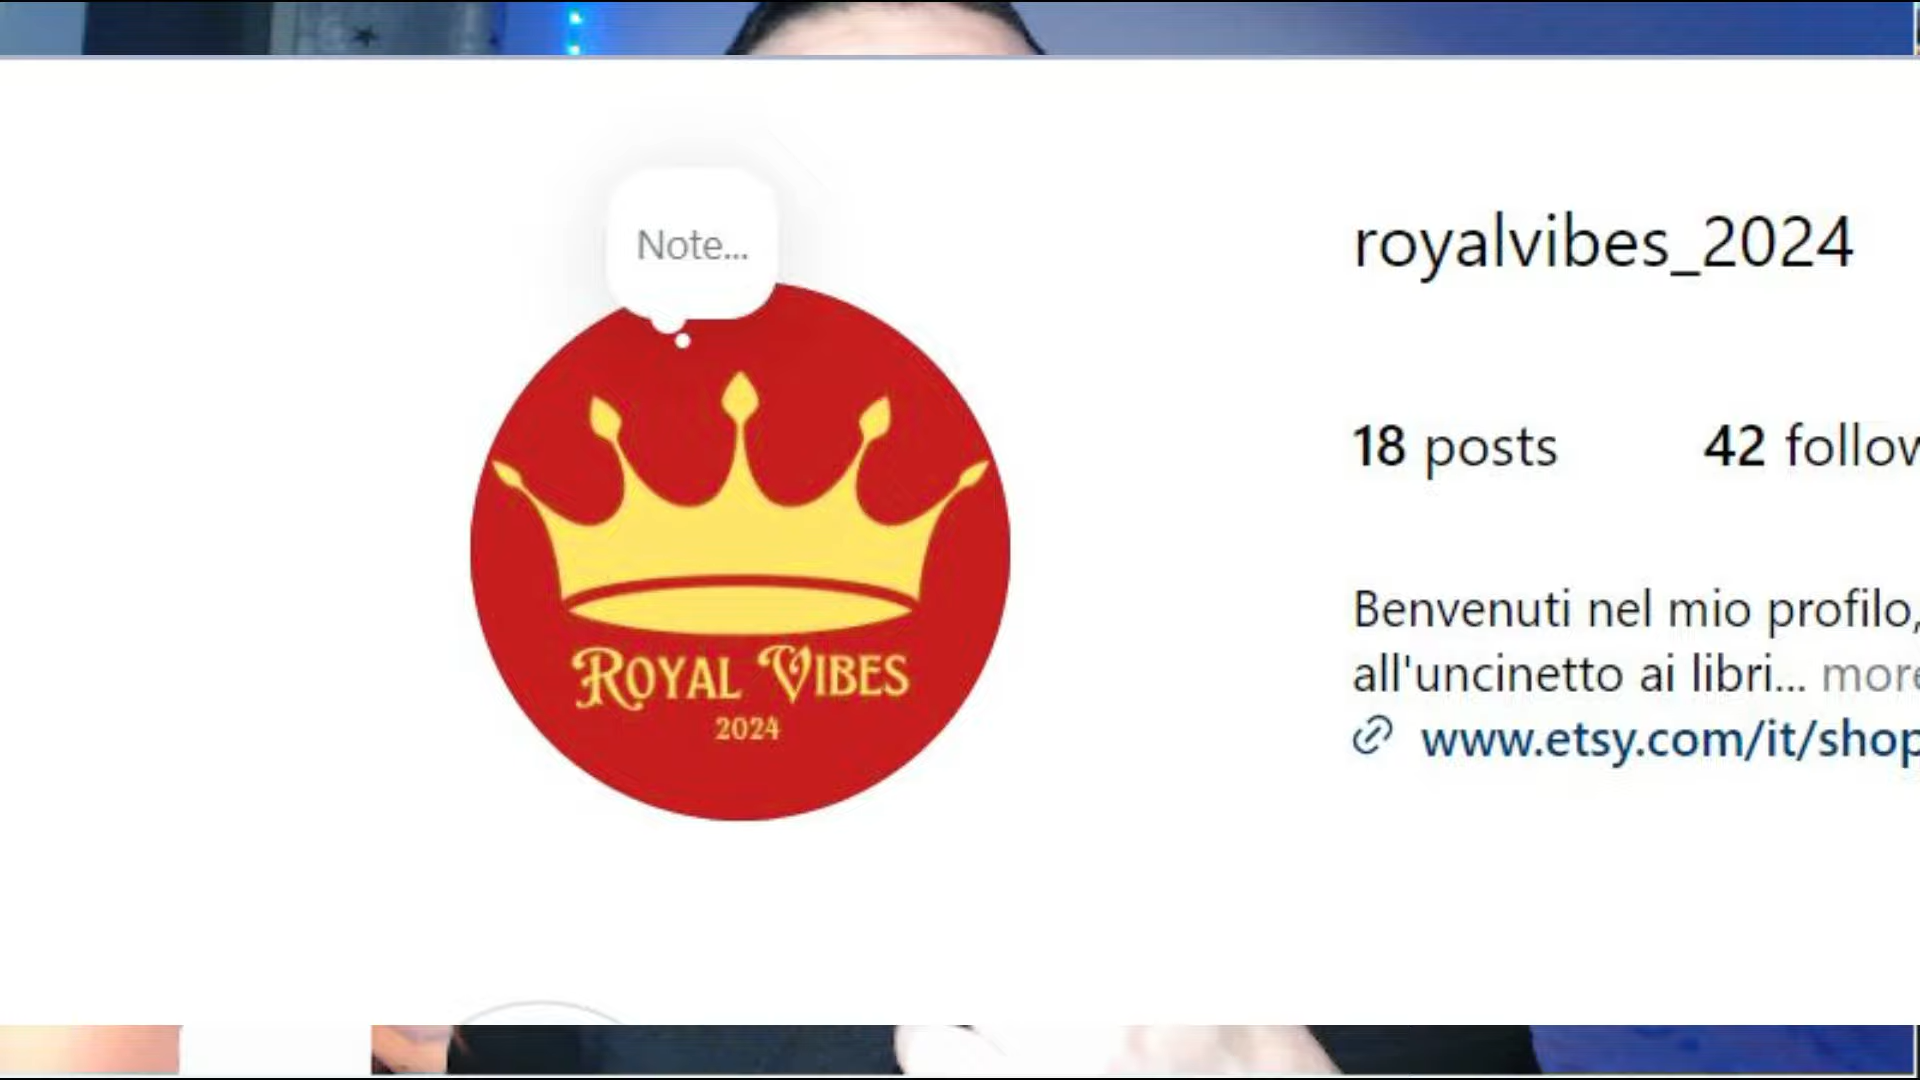 Note...
royalvibes_2024
18 posts 42 follow
Benvenuti nel mio profilo,
all'uncinetto ai libri... more
www.etsy.com/it/shop
ROYAL VIBES
2024